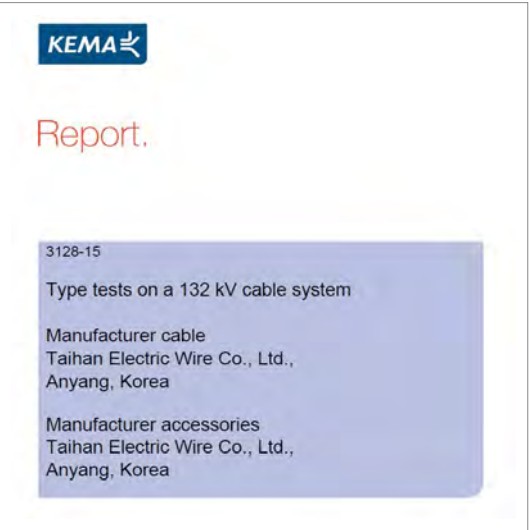 KEMA
Report.
3128-15
Type tests on a 132 kV cable system
Manufacturer cable
Taihan Electric Wire Co., Ltd.,
Anyang, Korea
Manufacturer accessories
Taihan Electric Wire Co., Ltd.,
Anyang, Korea